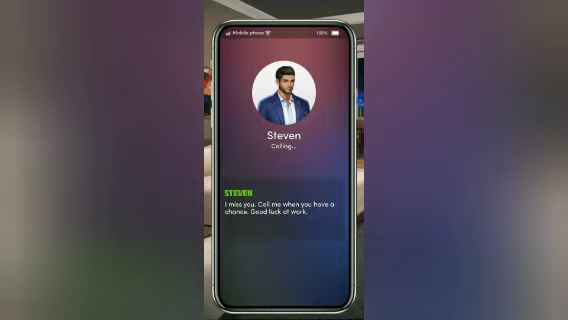 Mobile phone
100%
Steven
Calling...
STEVEN
I miss you. Call me when you have a
chance. Good luck at work.